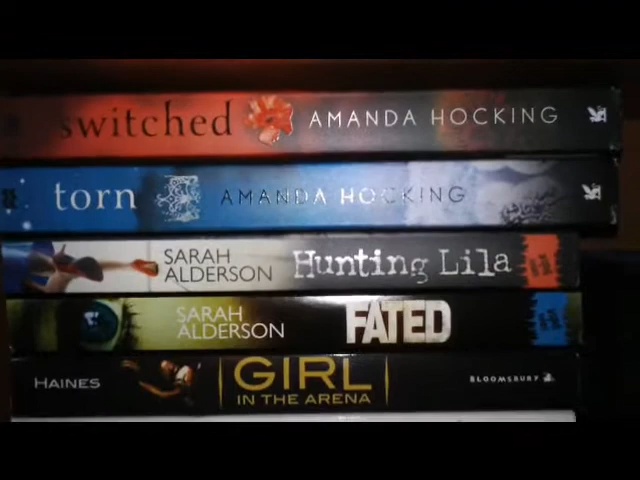 switched AMANDA HOCKING
torn AMANDA HOCKING
SARAH ALDERSON Hunting Lila
SARAH ALDERSON FATED
HAINES GIRL IN THE ARENA BLOOMSBURY